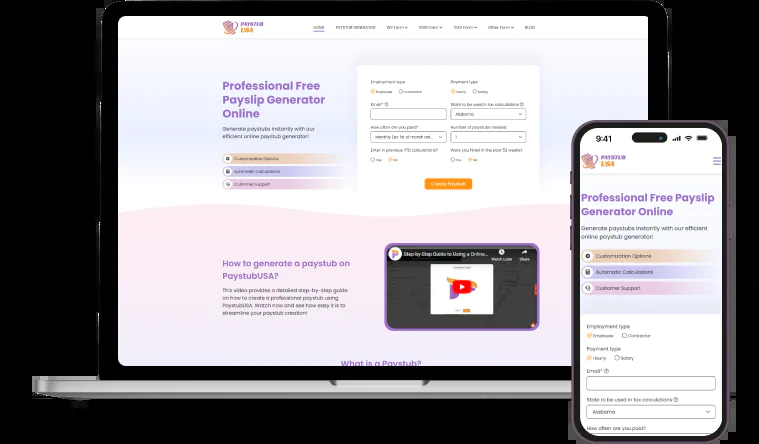 PAYSTUB
USA
HOME PAYSTUB GENERATOR W2 Form 1099 Form 1040 Form Other Form BLOG
Professional Free
Payslip Generator
Online
Generate paystubs instantly with our
efficient online paystub generator!
Customization Options
Automatic Calculations
Customer Support
Employment type
Employee Contractor
Payment type
Hourly Salary
Email*
State to be used in tax calculations
Alabama
How often are you paid?
Number of paystubs needed
1
Enter in previous YTD calculations?
Yes No
Were you hired in the past 52 weeks?
Yes No
Create Paystub
How to generate a paystub on
PaystubUSA?
This video provides a detailed step-by-step guide
on how to create a professional paystub using
PaystubUSA. Watch now and see how easy it is to
streamline your paystub creation!
Step-by-Step Guide to Using a Online...
Watch Later Share
What is a Paystub?
9:41
PAYSTUB
USA
Professional Free Payslip
Generator Online
Generate paystubs instantly with our efficient
online paystub generator!
Customization Options
Automatic Calculations
Customer Support
Employment type
Employee Contractor
Payment type
Hourly Salary
Email*
State to be used in tax calculations
Alabama
How often are you paid?